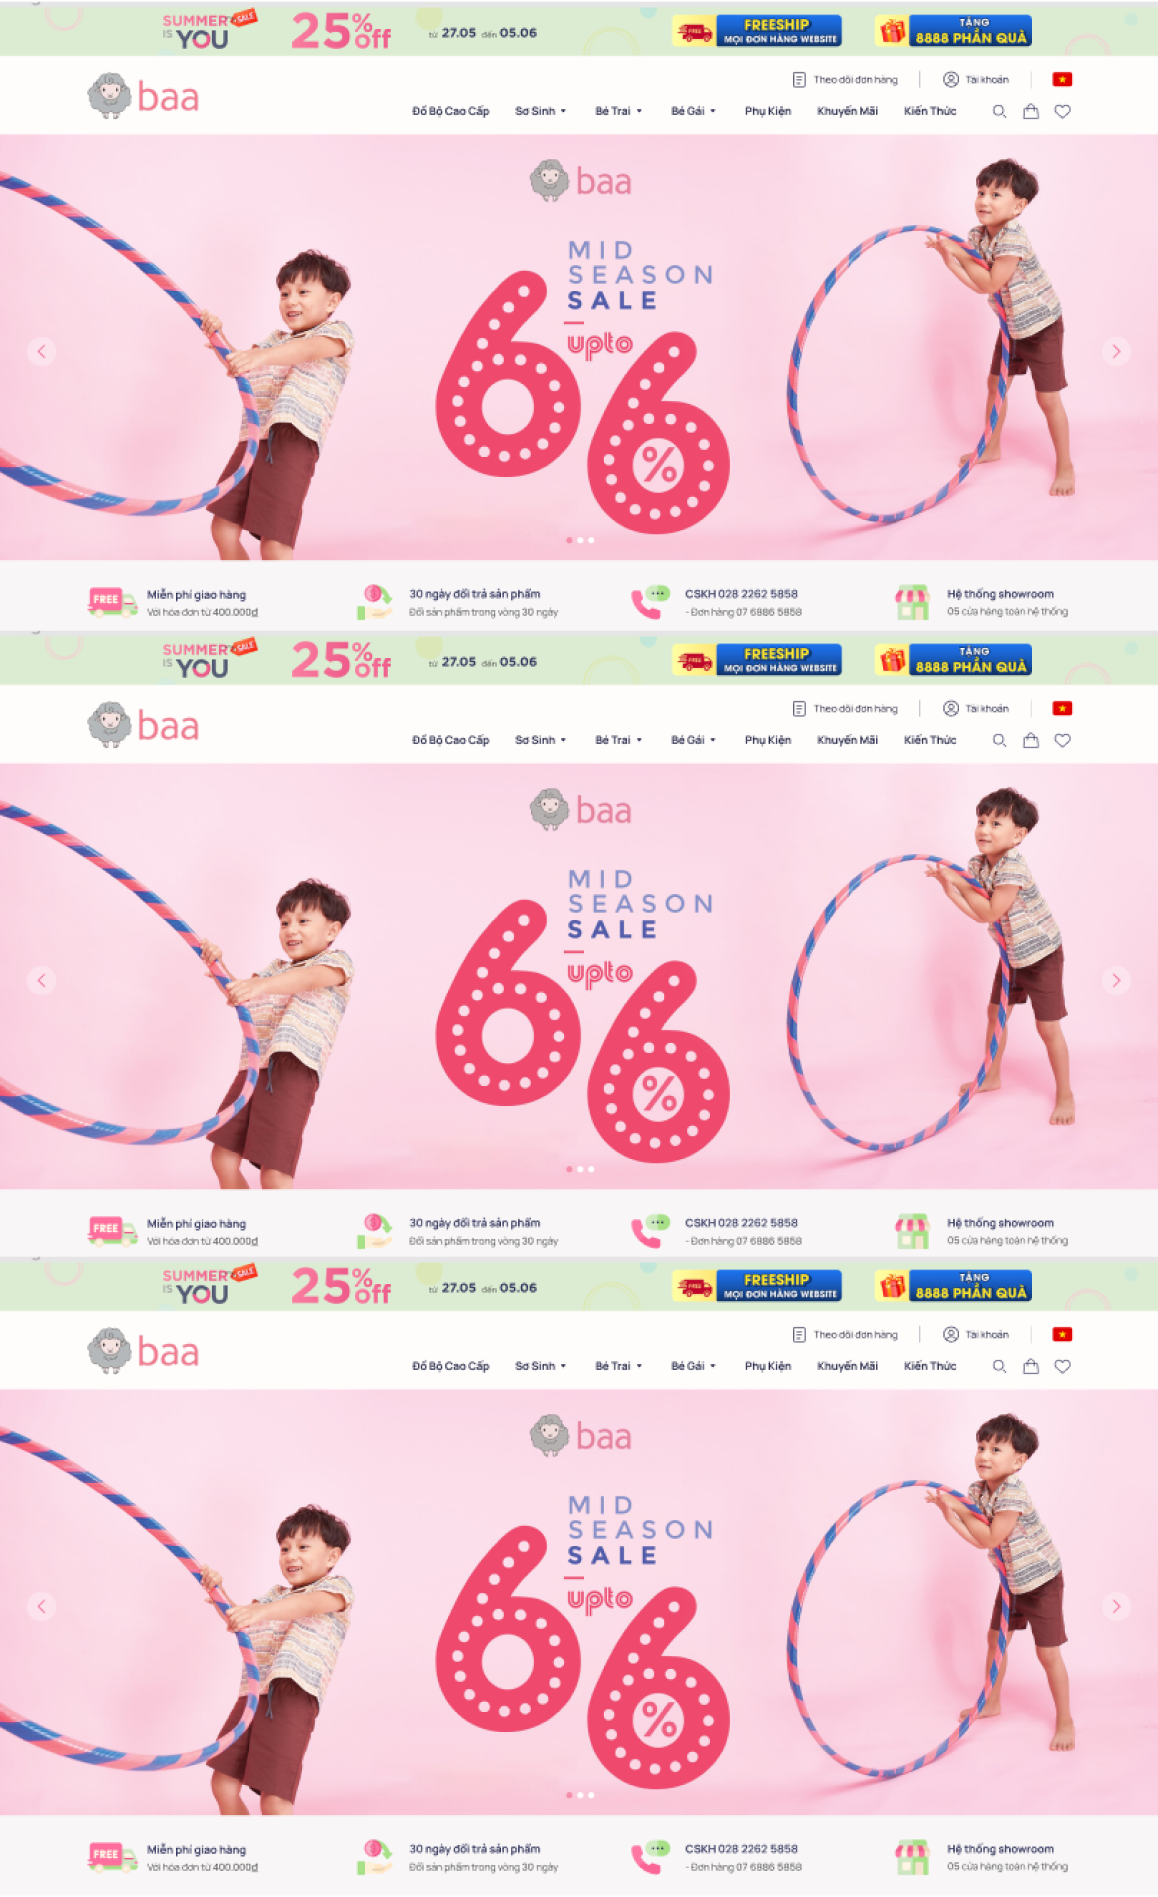 SUMMER SALE
IS YOU
25% off
từ 27.05 đến 05.06
FREE
FREESHIP
MỌI ĐƠN HÀNG WEBSITE
TẶNG
8888 PHẦN QUÀ
baa
Theo dõi đơn hàng
Tài khoản
Đồ Bộ Cao Cấp
Sơ Sinh
Bé Trai
Bé Gái
Phụ Kiện
Khuyến Mãi
Kiến Thức
baa
MID
SEASON
SALE
upto
66%
FREE
Miễn phí giao hàng
Với hóa đơn từ 400.000₫
30 ngày đổi trả sản phẩm
Đổi sản phẩm trong vòng 30 ngày
CSKH 028 2262 5858
- Đơn hàng 07 6886 5858
Hệ thống showroom
05 cửa hàng toàn hệ thống
SUMMER SALE
IS YOU
25% off
từ 27.05 đến 05.06
FREE
FREESHIP
MỌI ĐƠN HÀNG WEBSITE
TẶNG
8888 PHẦN QUÀ
baa
Theo dõi đơn hàng
Tài khoản
Đồ Bộ Cao Cấp
Sơ Sinh
Bé Trai
Bé Gái
Phụ Kiện
Khuyến Mãi
Kiến Thức
baa
MID
SEASON
SALE
upto
66%
FREE
Miễn phí giao hàng
Với hóa đơn từ 400.000₫
30 ngày đổi trả sản phẩm
Đổi sản phẩm trong vòng 30 ngày
CSKH 028 2262 5858
- Đơn hàng 07 6886 5858
Hệ thống showroom
05 cửa hàng toàn hệ thống
SUMMER SALE
IS YOU
25% off
từ 27.05 đến 05.06
FREE
FREESHIP
MỌI ĐƠN HÀNG WEBSITE
TẶNG
8888 PHẦN QUÀ
baa
Theo dõi đơn hàng
Tài khoản
Đồ Bộ Cao Cấp
Sơ Sinh
Bé Trai
Bé Gái
Phụ Kiện
Khuyến Mãi
Kiến Thức
baa
MID
SEASON
SALE
upto
66%
FREE
Miễn phí giao hàng
Với hóa đơn từ 400.000₫
30 ngày đổi trả sản phẩm
Đổi sản phẩm trong vòng 30 ngày
CSKH 028 2262 5858
- Đơn hàng 07 6886 5858
Hệ thống showroom
05 cửa hàng toàn hệ thống